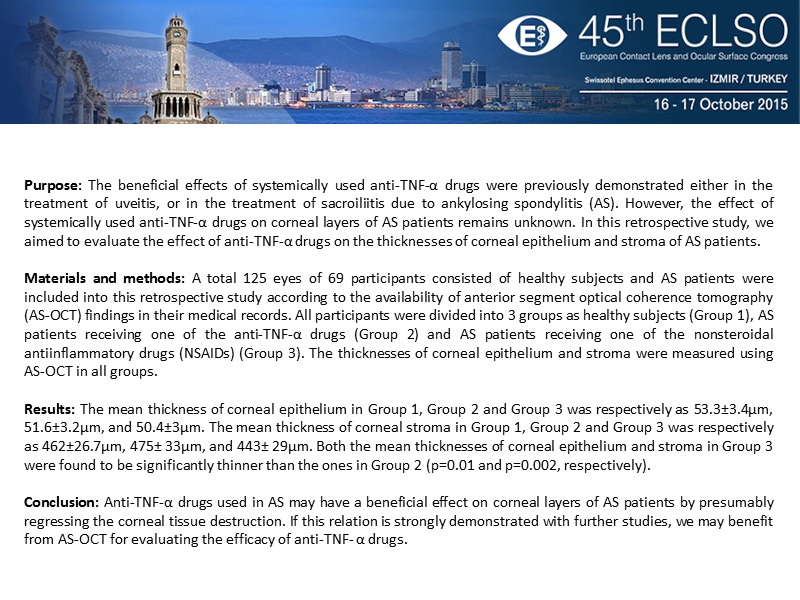 45th ECLSO
European Contact Lens and Ocular Surface Congress
Swissotel Ephesus Convention Center - IZMIR / TURKEY
16 - 17 October 2015
Purpose: The beneficial effects of systemically used anti-TNF-α drugs were previously demonstrated either in the
treatment of uveitis, or in the treatment of sacroiliitis due to ankylosing spondylitis (AS). However, the effect of
systemically used anti-TNF-α drugs on corneal layers of AS patients remains unknown. In this retrospective study, we
aimed to evaluate the effect of anti-TNF-α drugs on the thicknesses of corneal epithelium and stroma of AS patients.
Materials and methods: A total 125 eyes of 69 participants consisted of healthy subjects and AS patients were
included into this retrospective study according to the availability of anterior segment optical coherence tomography
(AS-OCT) findings in their medical records. All participants were divided into 3 groups as healthy subjects (Group 1), AS
patients receiving one of the anti-TNF-α drugs (Group 2) and AS patients receiving one of the nonsteroidal
antiinflammatory drugs (NSAIDs) (Group 3). The thicknesses of corneal epithelium and stroma were measured using
AS-OCT in all groups.
Results: The mean thickness of corneal epithelium in Group 1, Group 2 and Group 3 was respectively as 53.3±3.4μm,
51.6±3.2μm, and 50.4±3μm. The mean thickness of corneal stroma in Group 1, Group 2 and Group 3 was respectively
as 462±26.7μm, 475± 33μm, and 443± 29μm. Both the mean thicknesses of corneal epithelium and stroma in Group 3
were found to be significantly thinner than the ones in Group 2 (p=0.01 and p=0.002, respectively).
Conclusion: Anti-TNF-α drugs used in AS may have a beneficial effect on corneal layers of AS patients by presumably
regressing the corneal tissue destruction. If this relation is strongly demonstrated with further studies, we may benefit
from AS-OCT for evaluating the efficacy of anti-TNF- α drugs.